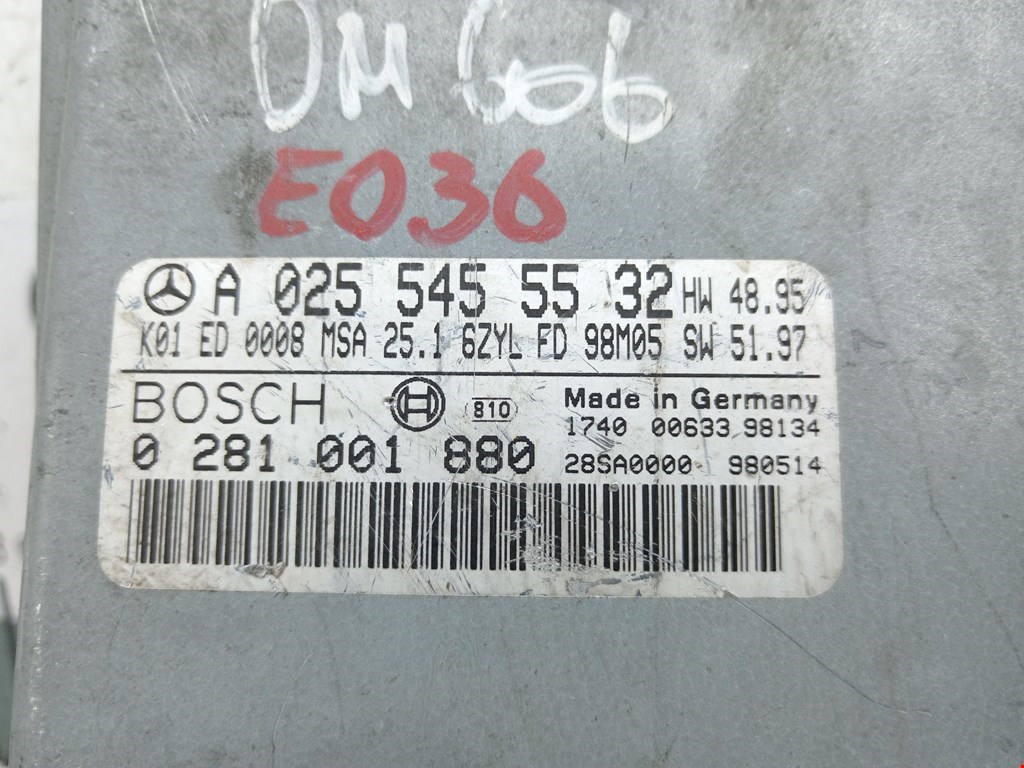 OM 606
E036
A 025 545 55 32 HW 48.95
K01 ED 0008 MSA 25.1 6ZYL FD 98M05 SW 51.97
BOSCH 810 Made in Germany
1740 00633 98134
0 281 001 880 28SA0000 980514